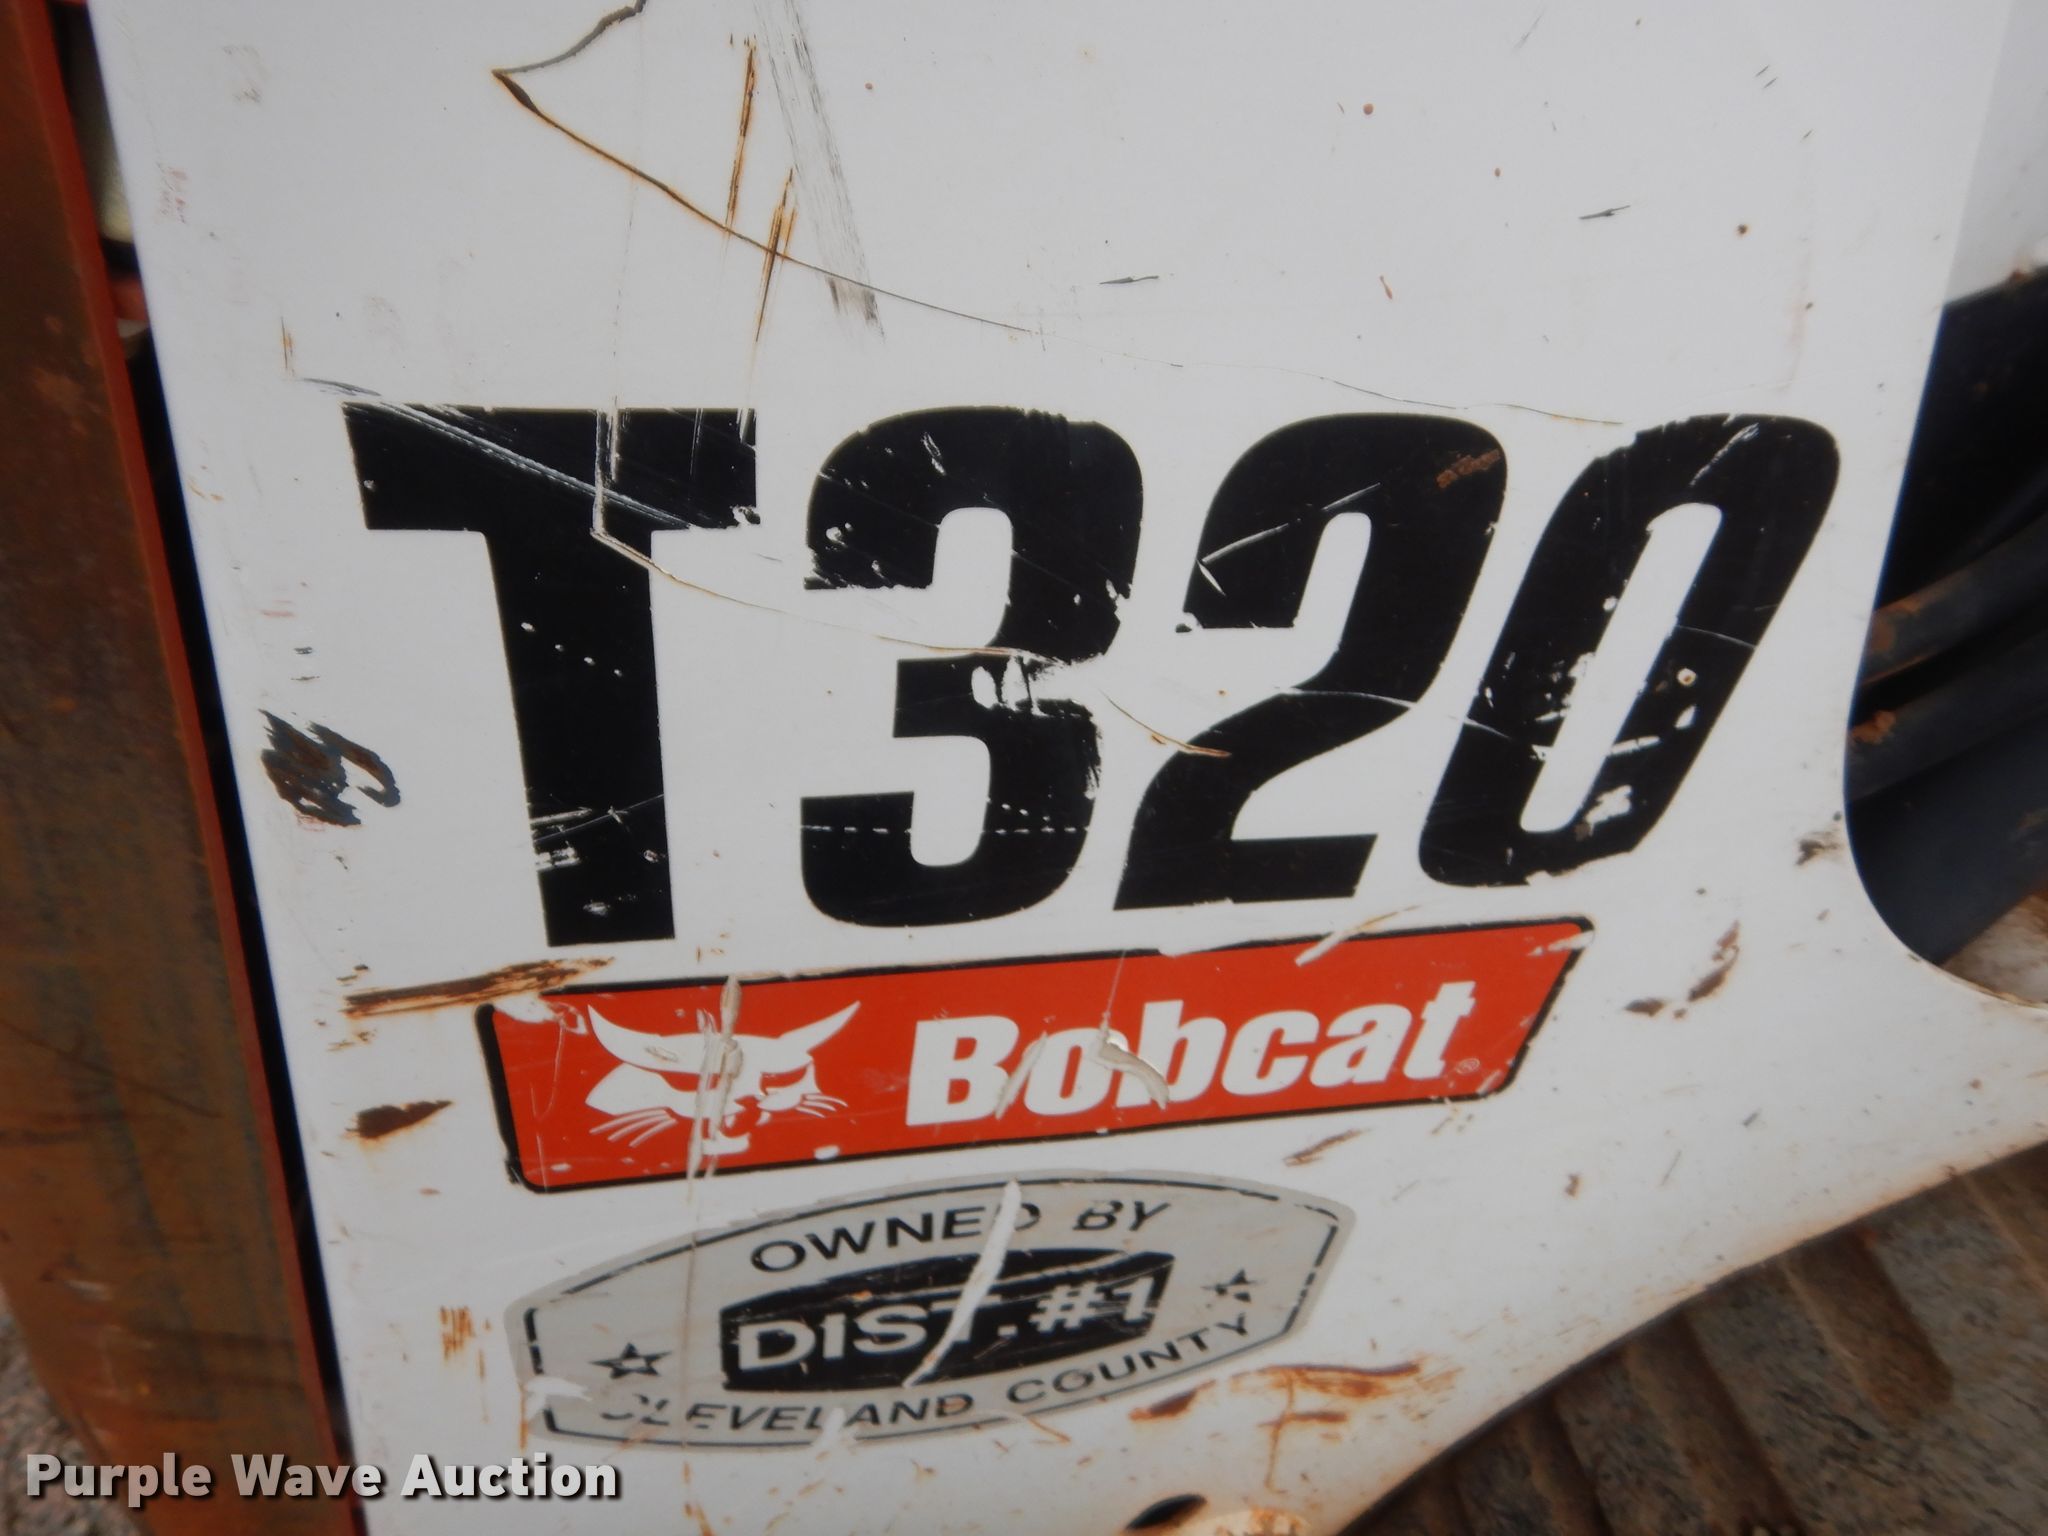 T320
Bobcat
OWNED BY
DIST. #1
CLEVELAND COUNTY
Purple Wave Auction